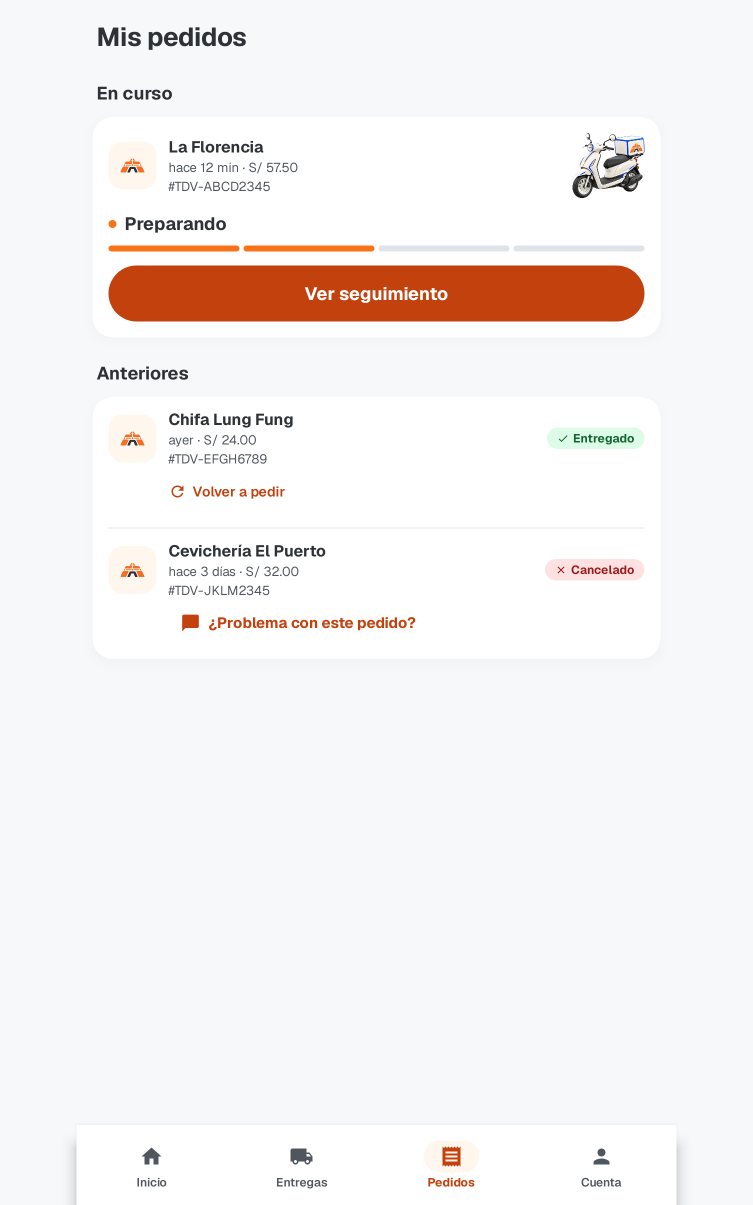 Mis pedidos
En curso
La Florencia
hace 12 min · S/ 57.50
#TDV-ABCD2345
Preparando
Ver seguimiento
Anteriores
Chifa Lung Fung
ayer · S/ 24.00
#TDV-EFGH6789
Entregado
Volver a pedir
Cevichería El Puerto
hace 3 días · S/ 32.00
#TDV-JKLM2345
Cancelado
¿Problema con este pedido?
Inicio
Entregas
Pedidos
Cuenta